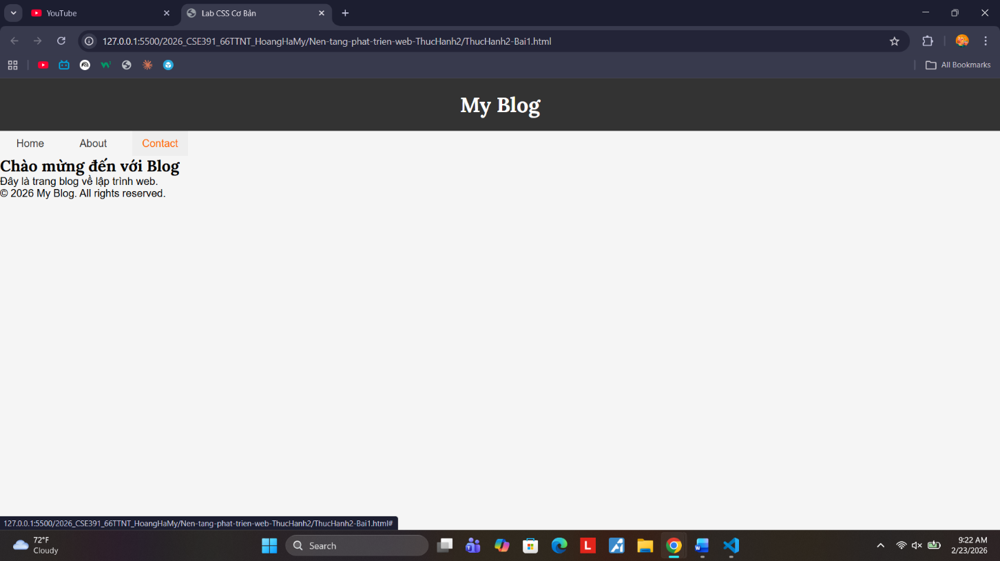 YouTube
Lab CSS Cơ Bản
127.0.0.1:5500/2026_CSE391_66TTNT_HoangHaMy/Nen-tang-phat-trien-web-ThucHanh2/ThucHanh2-Bai1.html
All Bookmarks
My Blog
Home About Contact
Chào mừng đến với Blog
Đây là trang blog về lập trình web.
© 2026 My Blog. All rights reserved.
127.0.0.1:5500/2026_CSE391_66TTNT_HoangHaMy/Nen-tang-phat-trien-web-ThucHanh2/ThucHanh2-Bai1.html#
72°F
Cloudy
Search
9:22 AM
2/23/2026